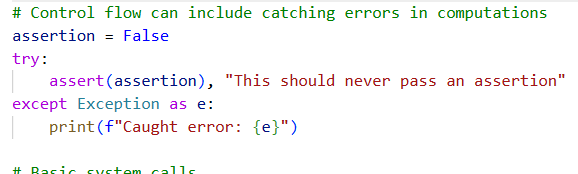 # Control flow can include catching errors in computations
assertion = False
try:
    assert(assertion), "This should never pass an assertion"
except Exception as e:
    print(f"Caught error: {e}")
# Basic system calls